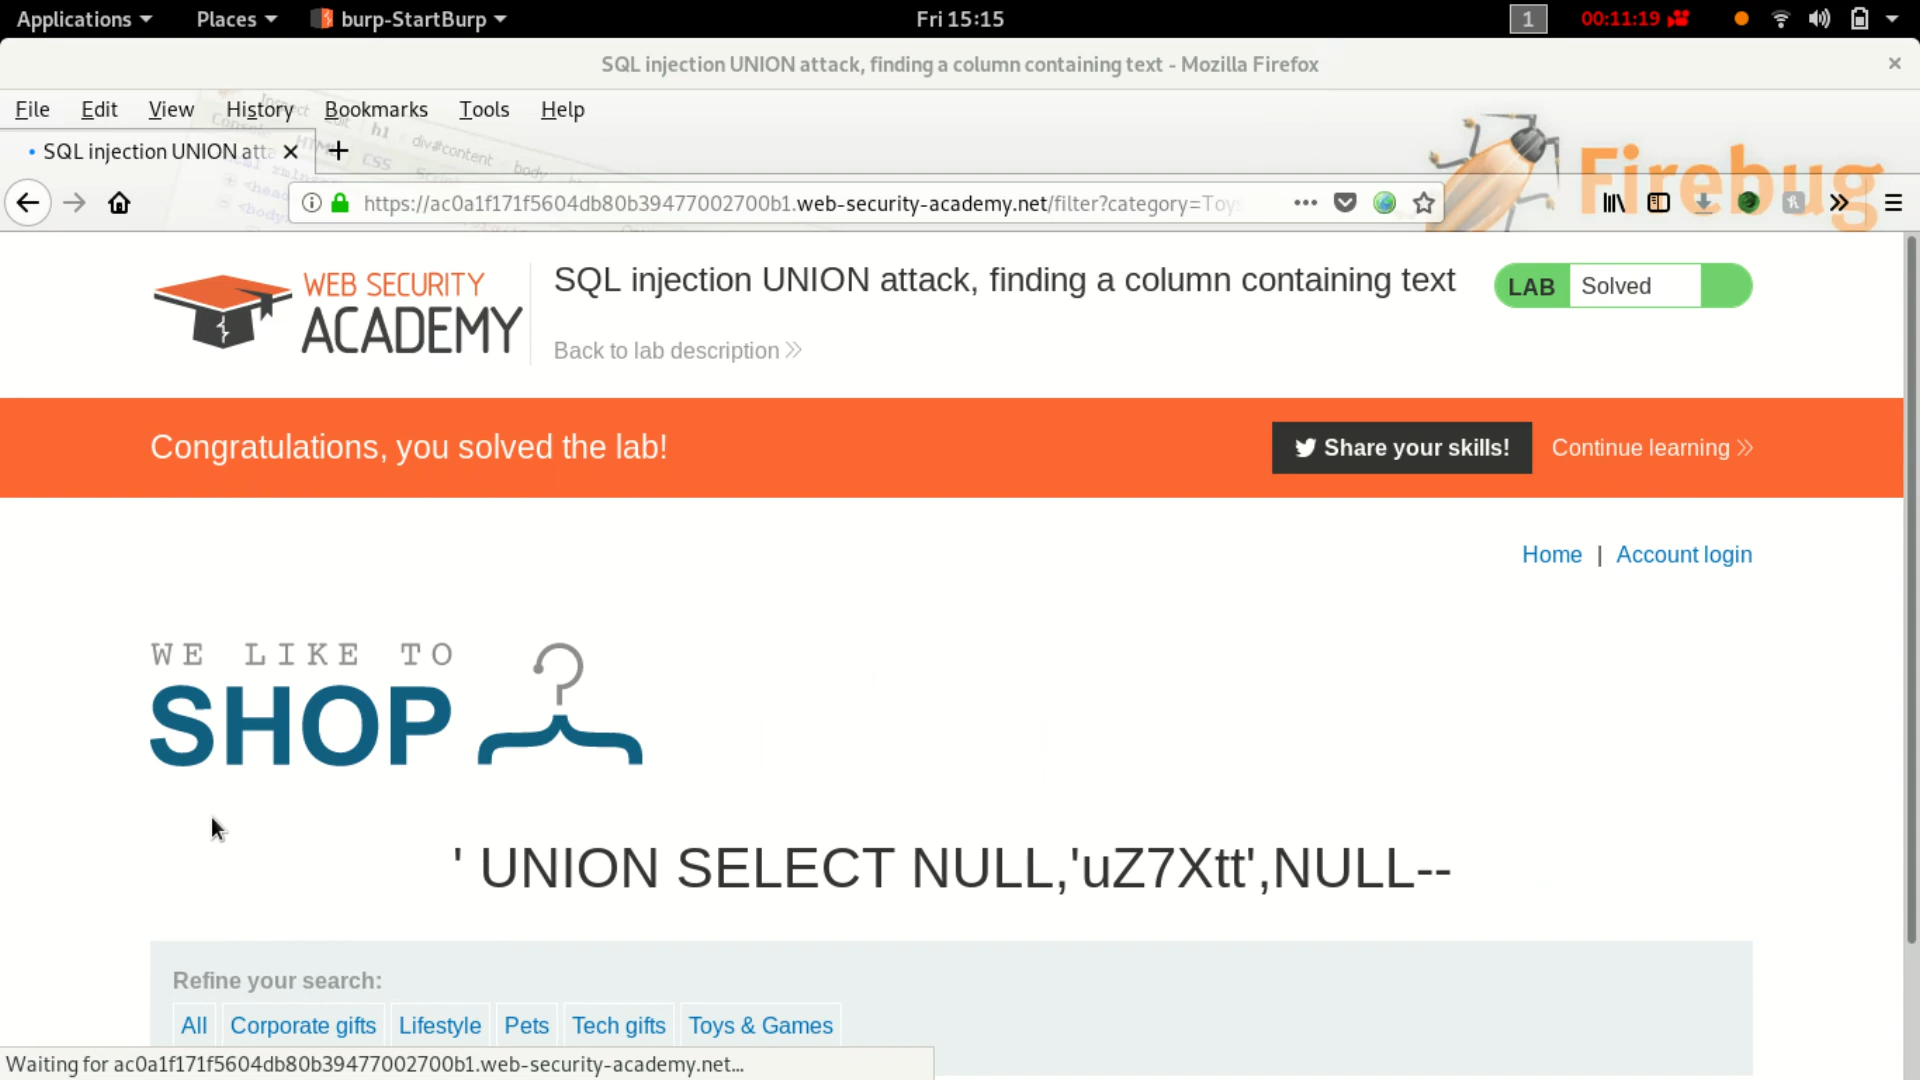 Applications Places burp-StartBurp Fri 15:15 1 00:11:19
SQL injection UNION attack, finding a column containing text - Mozilla Firefox
File Edit View History Bookmarks Tools Help
SQL injection UNION atta
https://ac0a1f171f5604db80b39477002700b1.web-security-academy.net/filter?category=Toys
Firebug
WEB SECURITY
ACADEMY
SQL injection UNION attack, finding a column containing text
LAB Solved
Back to lab description
Congratulations, you solved the lab!
Share your skills! Continue learning
Home | Account login
WE LIKE TO
SHOP
' UNION SELECT NULL,'uZ7Xtt',NULL--
Refine your search:
All Corporate gifts Lifestyle Pets Tech gifts Toys & Games
Waiting for ac0a1f171f5604db80b39477002700b1.web-security-academy.net...